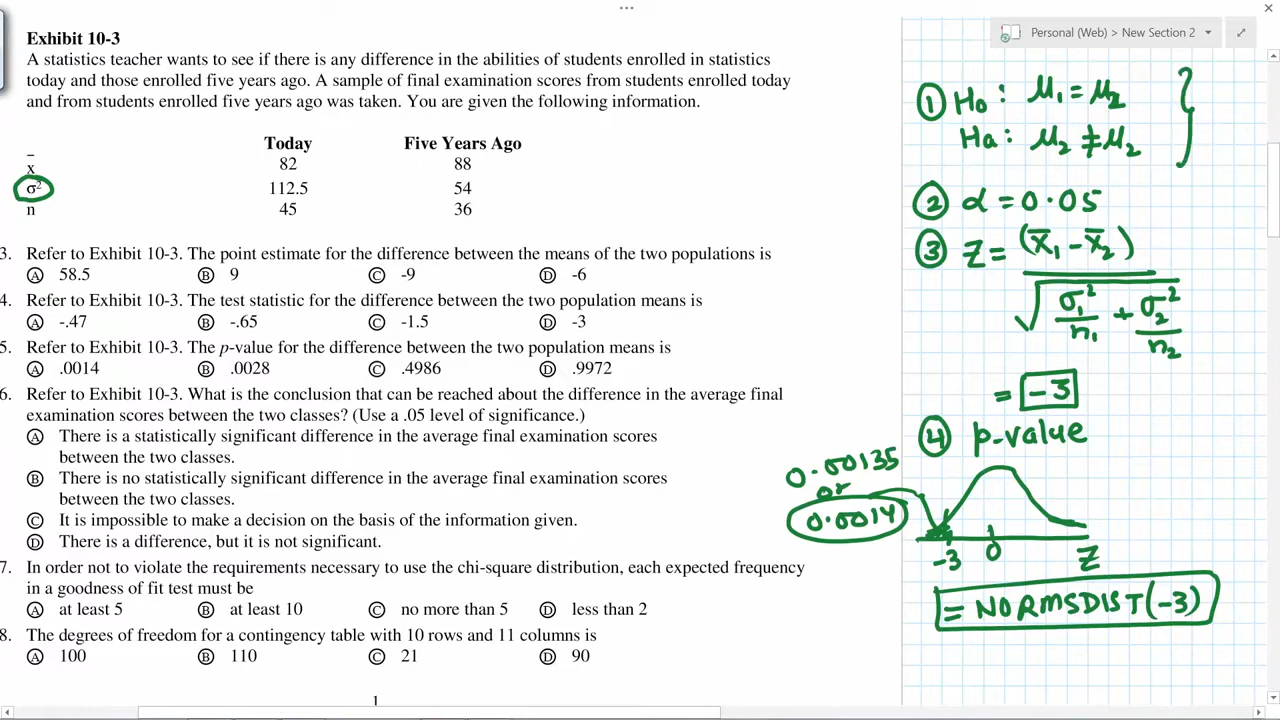 Exhibit 10-3
A statistics teacher wants to see if there is any difference in the abilities of students enrolled in statistics
today and those enrolled five years ago. A sample of final examination scores from students enrolled today
and from students enrolled five years ago was taken. You are given the following information.
Today Five Years Ago
x̄ 82 88
σ² 112.5 54
n 45 36
3. Refer to Exhibit 10-3. The point estimate for the difference between the means of the two populations is
A 58.5 B 9 C -9 D -6
4. Refer to Exhibit 10-3. The test statistic for the difference between the two population means is
A -.47 B -.65 C -1.5 D -3
5. Refer to Exhibit 10-3. The p-value for the difference between the two population means is
A .0014 B .0028 C .4986 D .9972
6. Refer to Exhibit 10-3. What is the conclusion that can be reached about the difference in the average final
examination scores between the two classes? (Use a .05 level of significance.)
A There is a statistically significant difference in the average final examination scores
between the two classes.
B There is no statistically significant difference in the average final examination scores
between the two classes.
C It is impossible to make a decision on the basis of the information given.
D There is a difference, but it is not significant.
7. In order not to violate the requirements necessary to use the chi-square distribution, each expected frequency
in a goodness of fit test must be
A at least 5 B at least 10 C no more than 5 D less than 2
8. The degrees of freedom for a contingency table with 10 rows and 11 columns is
A 100 B 110 C 21 D 90
1
Personal (Web) > New Section 2
① Ho : μ₁ = μ₂
Ha : μ₂ ≠ μ₂
② α = 0.05
③ Z = (x̄₁ - x̄₂)
√ σ₁²/n₁ + σ₂²/n₂
= -3
④ p-value
0.00135
or
0.0014
-3 0 Z
= NORMSDIST(-3)